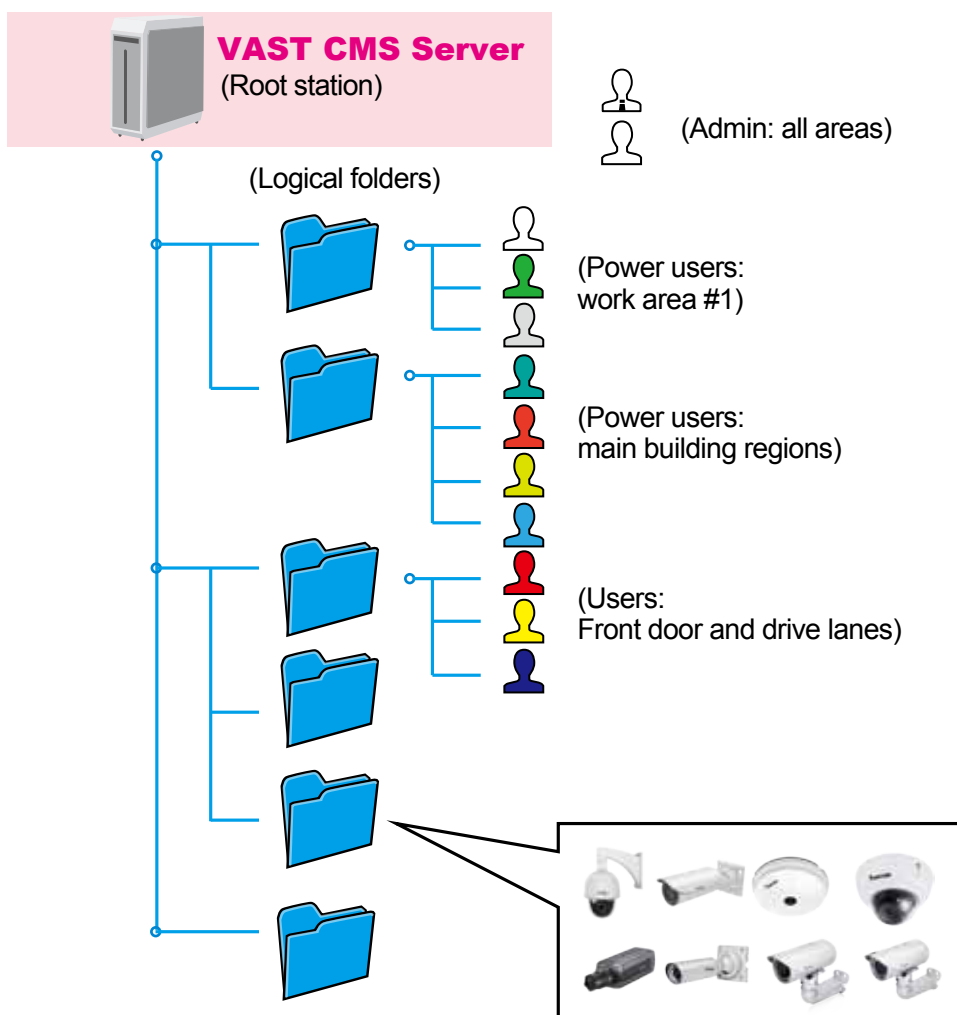 VAST CMS Server
(Root station)
(Admin: all areas)
(Logical folders)
(Power users:
work area #1)
(Power users:
main building regions)
(Users:
Front door and drive lanes)